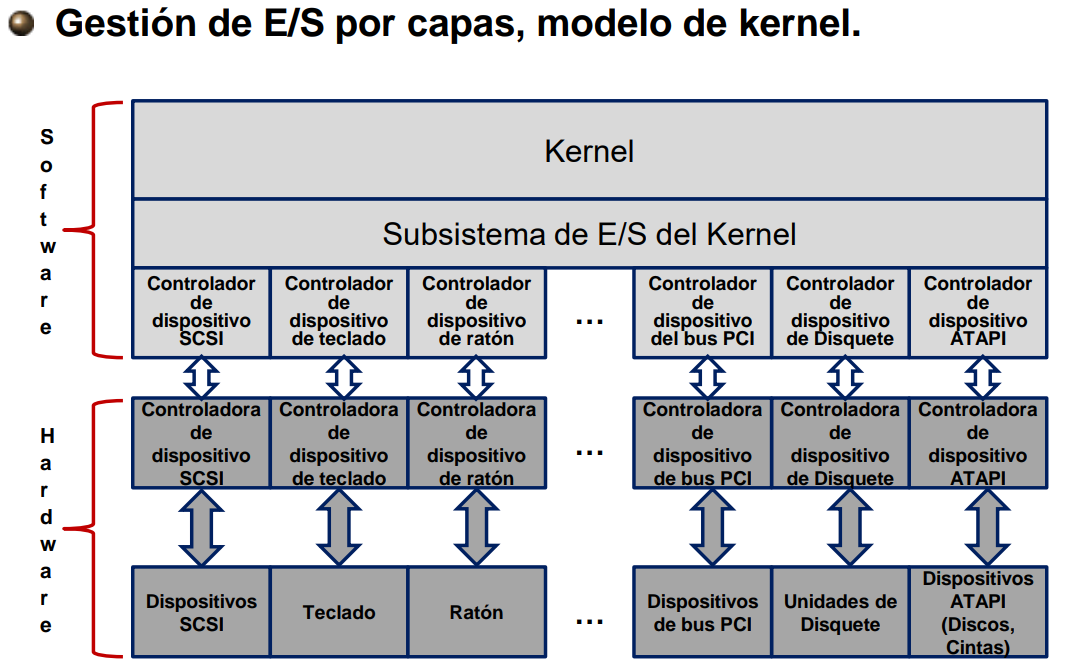 Gestión de E/S por capas, modelo de kernel.
Software
Kernel
Subsistema de E/S del Kernel
Controlador
de
dispositivo
SCSI
Controlador
de
dispositivo
de teclado
Controlador
de
dispositivo
de ratón
...
Controlador
de
dispositivo
del bus PCI
Controlador
de
dispositivo
de Disquete
Controlador
de
dispositivo
ATAPI
Hardware
Controladora
de
dispositivo
SCSI
Controladora
de
dispositivo
de teclado
Controladora
de
dispositivo
de ratón
...
Controladora
de
dispositivo
de bus PCI
Controladora
de
dispositivo
de Disquete
Controladora
de
dispositivo
ATAPI
Dispositivos
SCSI
Teclado
Ratón
...
Dispositivos
de bus PCI
Unidades de
Disquete
Dispositivos
ATAPI
(Discos,
Cintas)